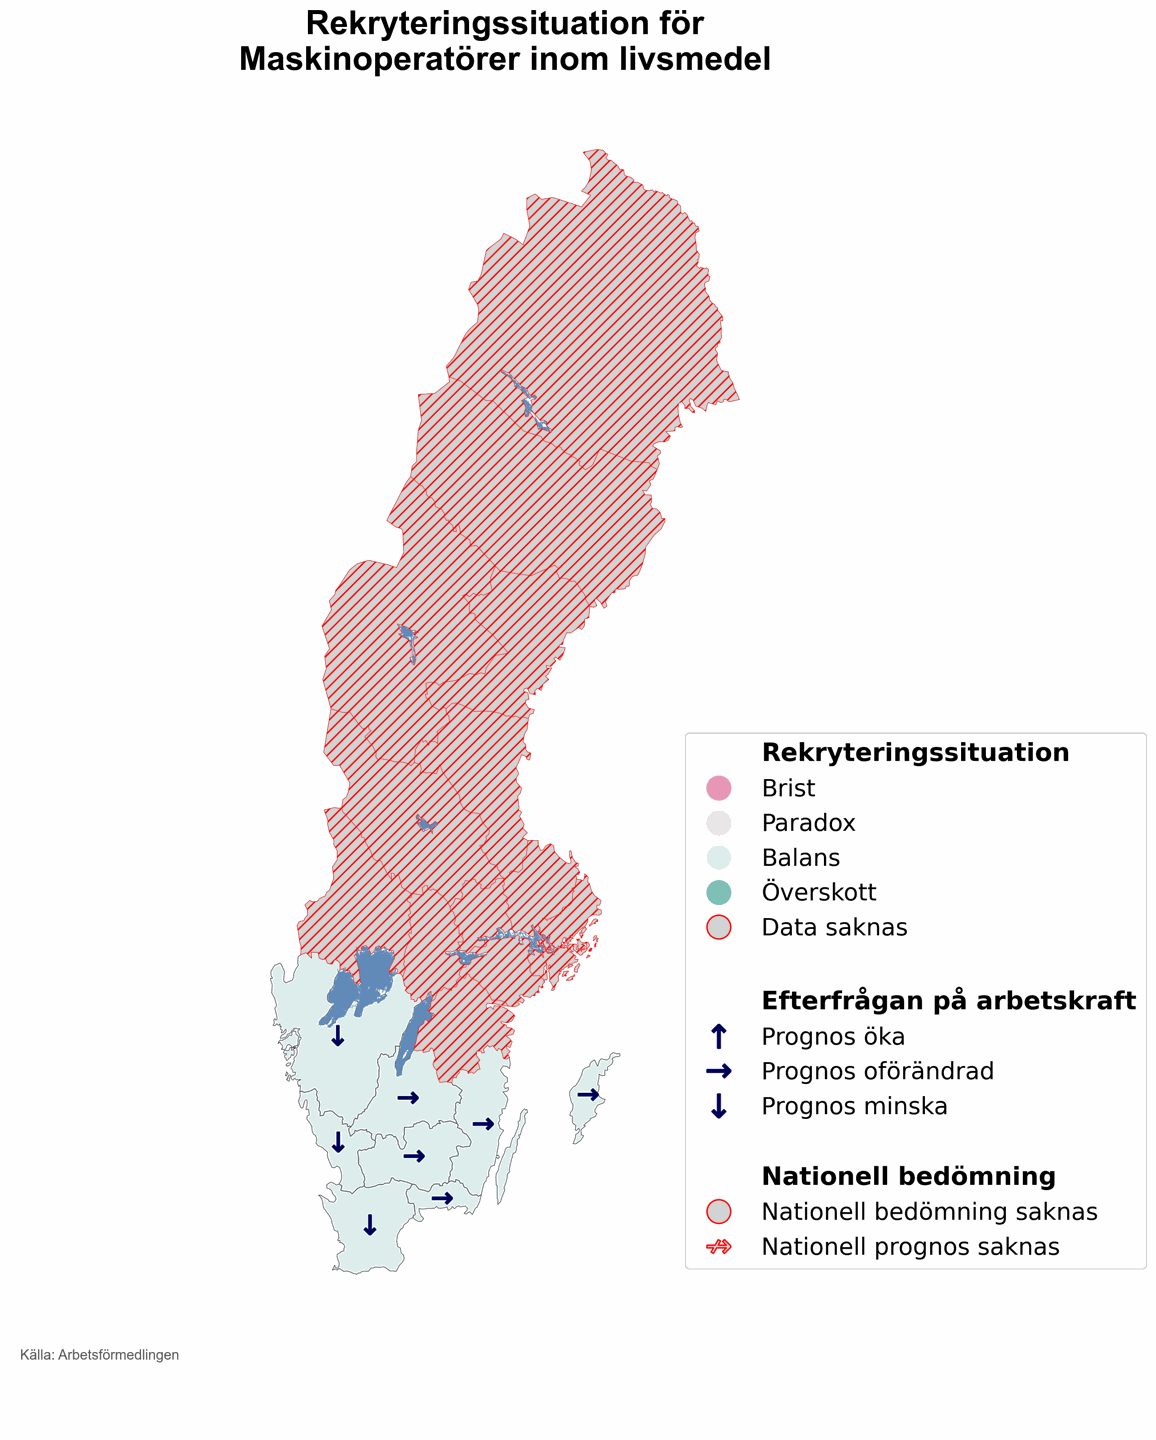 Rekryteringssituation för
Maskinoperatörer inom livsmedel
Rekryteringssituation
Brist
Paradox
Balans
Överskott
Data saknas
Efterfrågan på arbetskraft
Prognos öka
Prognos oförändrad
Prognos minska
Nationell bedömning
Nationell bedömning saknas
Nationell prognos saknas
Källa: Arbetsförmedlingen